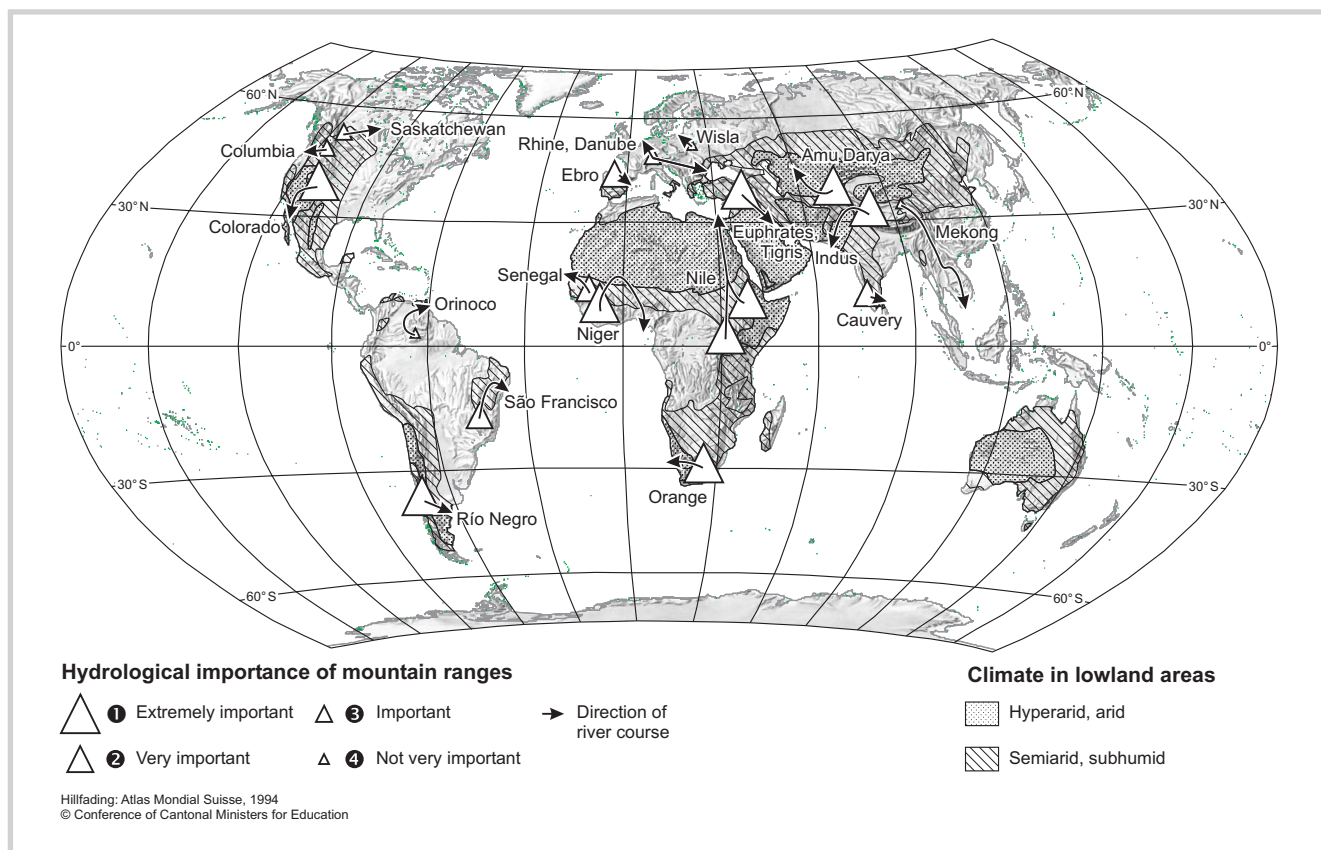 60°N
60°N
Saskatchewan
Wisla
Rhine, Danube
Columbia
Amu Darya
Ebro
30°N
30°N
Colorado
Euphrates,
Tigris
Mekong
Indus
Senegal
Nile
Orinoco
Niger
Cauvery
0°
0°
São Francisco
30°S
30°S
Orange
Río Negro
60°S
60°S
Hydrological importance of mountain ranges
1 Extremely important
3 Important
Direction of
river course
2 Very important
4 Not very important
Climate in lowland areas
Hyperarid, arid
Semiarid, subhumid
Hillfading: Atlas Mondial Suisse, 1994
© Conference of Cantonal Ministers for Education